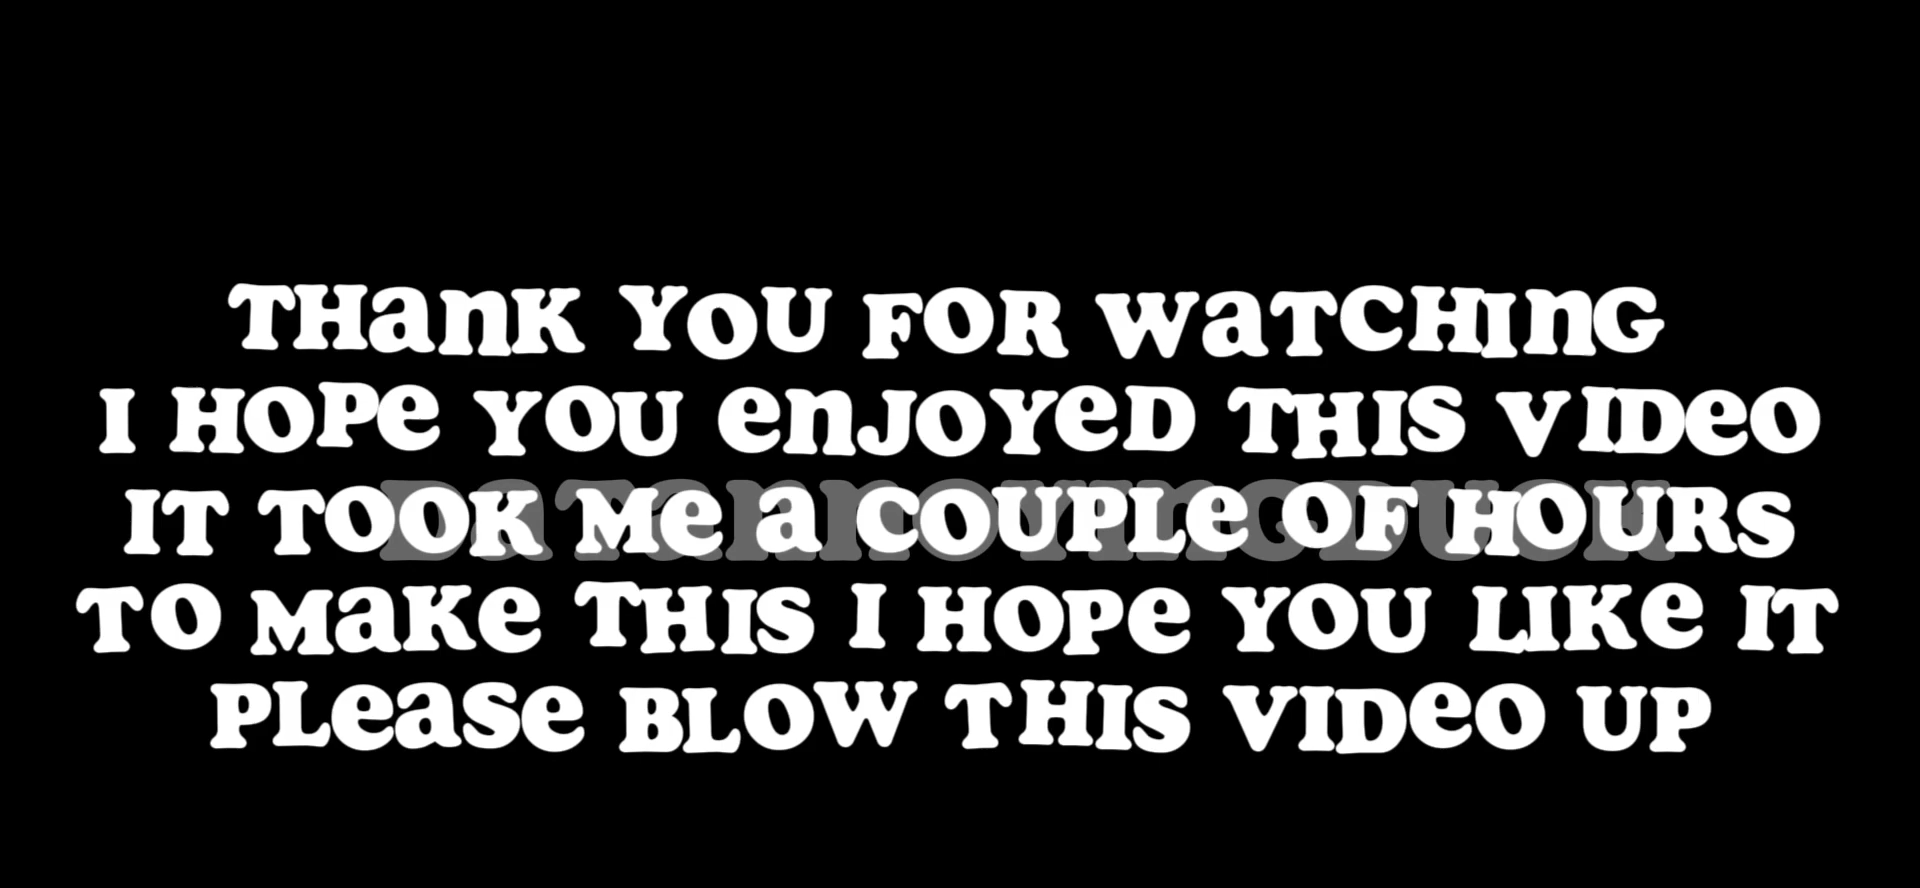 THANK YOU FOR WATCHING
I HOPE YOU ENJOYED THIS VIDEO
IT TOOK ME A COUPLE OF HOURS
DATANNOYINGDUCK
TO MAKE THIS I HOPE YOU LIKE IT
PLEASE BLOW THIS VIDEO UP